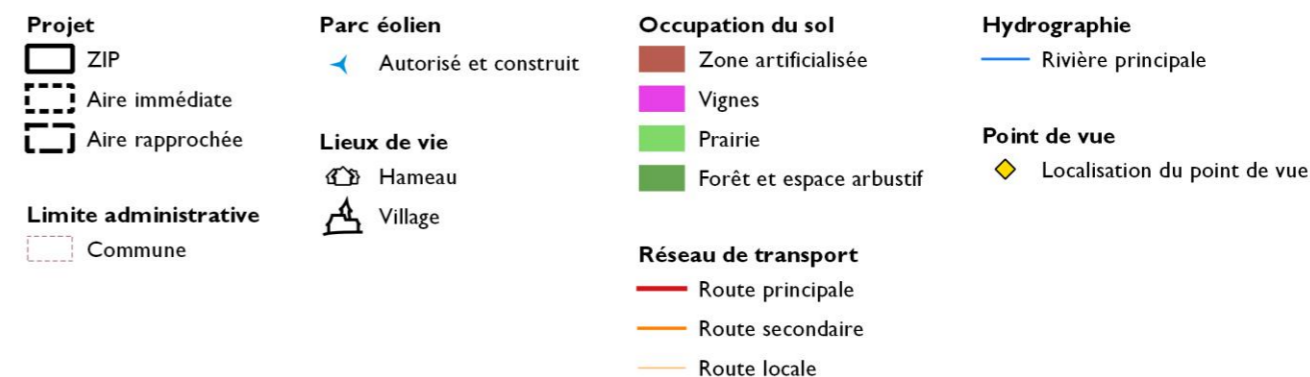 Projet
ZIP
Aire immédiate
Aire rapprochée
Limite administrative
Commune
Parc éolien
Autorisé et construit
Lieux de vie
Hameau
Village
Occupation du sol
Zone artificialisée
Vignes
Prairie
Forêt et espace arbustif
Réseau de transport
Route principale
Route secondaire
Route locale
Hydrographie
Rivière principale
Point de vue
Localisation du point de vue